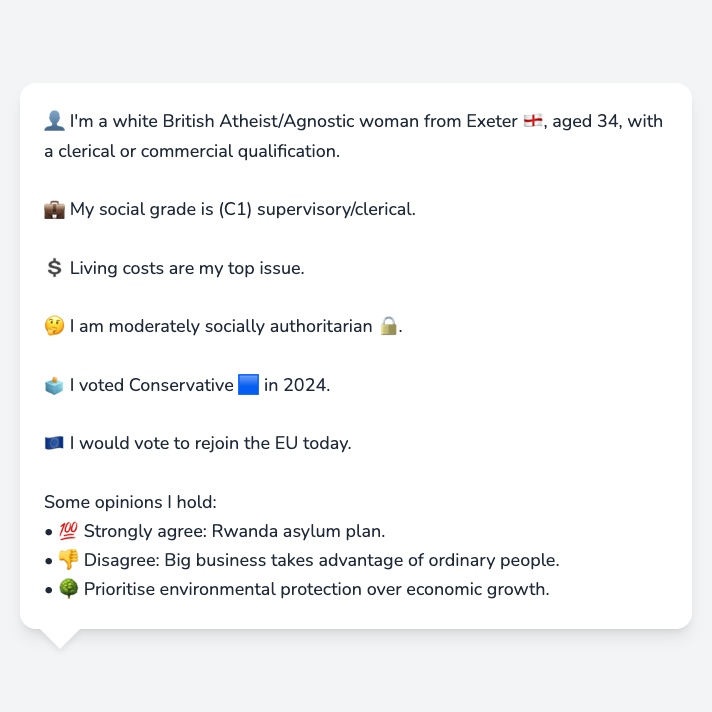 👤 I'm a white British Atheist/Agnostic woman from Exeter 🏴󠁧󠁢󠁥󠁮󠁧󠁿, aged 34, with
a clerical or commercial qualification.
💼 My social grade is (C1) supervisory/clerical.
💲 Living costs are my top issue.
🤔 I am moderately socially authoritarian 🔒.
🗳️ I voted Conservative 🟦 in 2024.
🇪🇺 I would vote to rejoin the EU today.
Some opinions I hold:
• 💯 Strongly agree: Rwanda asylum plan.
• 👎 Disagree: Big business takes advantage of ordinary people.
• 🌳 Prioritise environmental protection over economic growth.